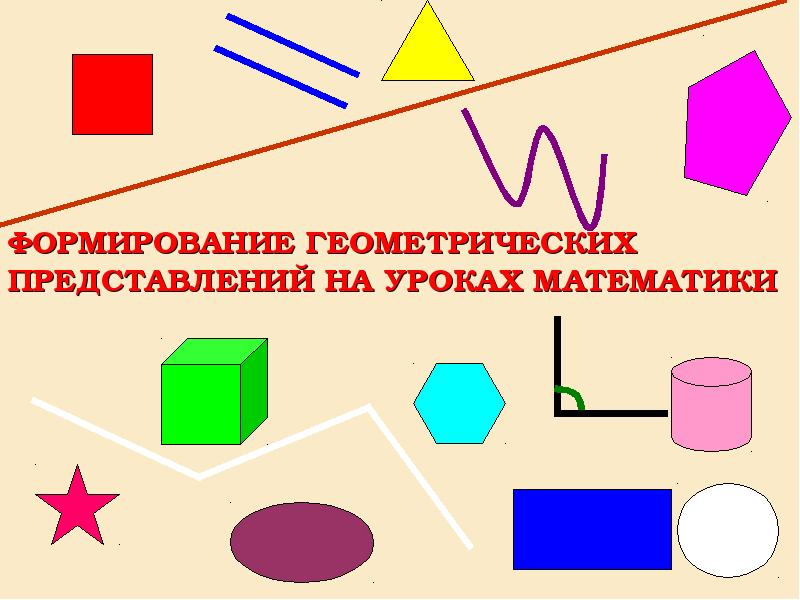 ФОРМИРОВАНИЕ ГЕОМЕТРИЧЕСКИХ
ПРЕДСТАВЛЕНИЙ НА УРОКАХ МАТЕМАТИКИ